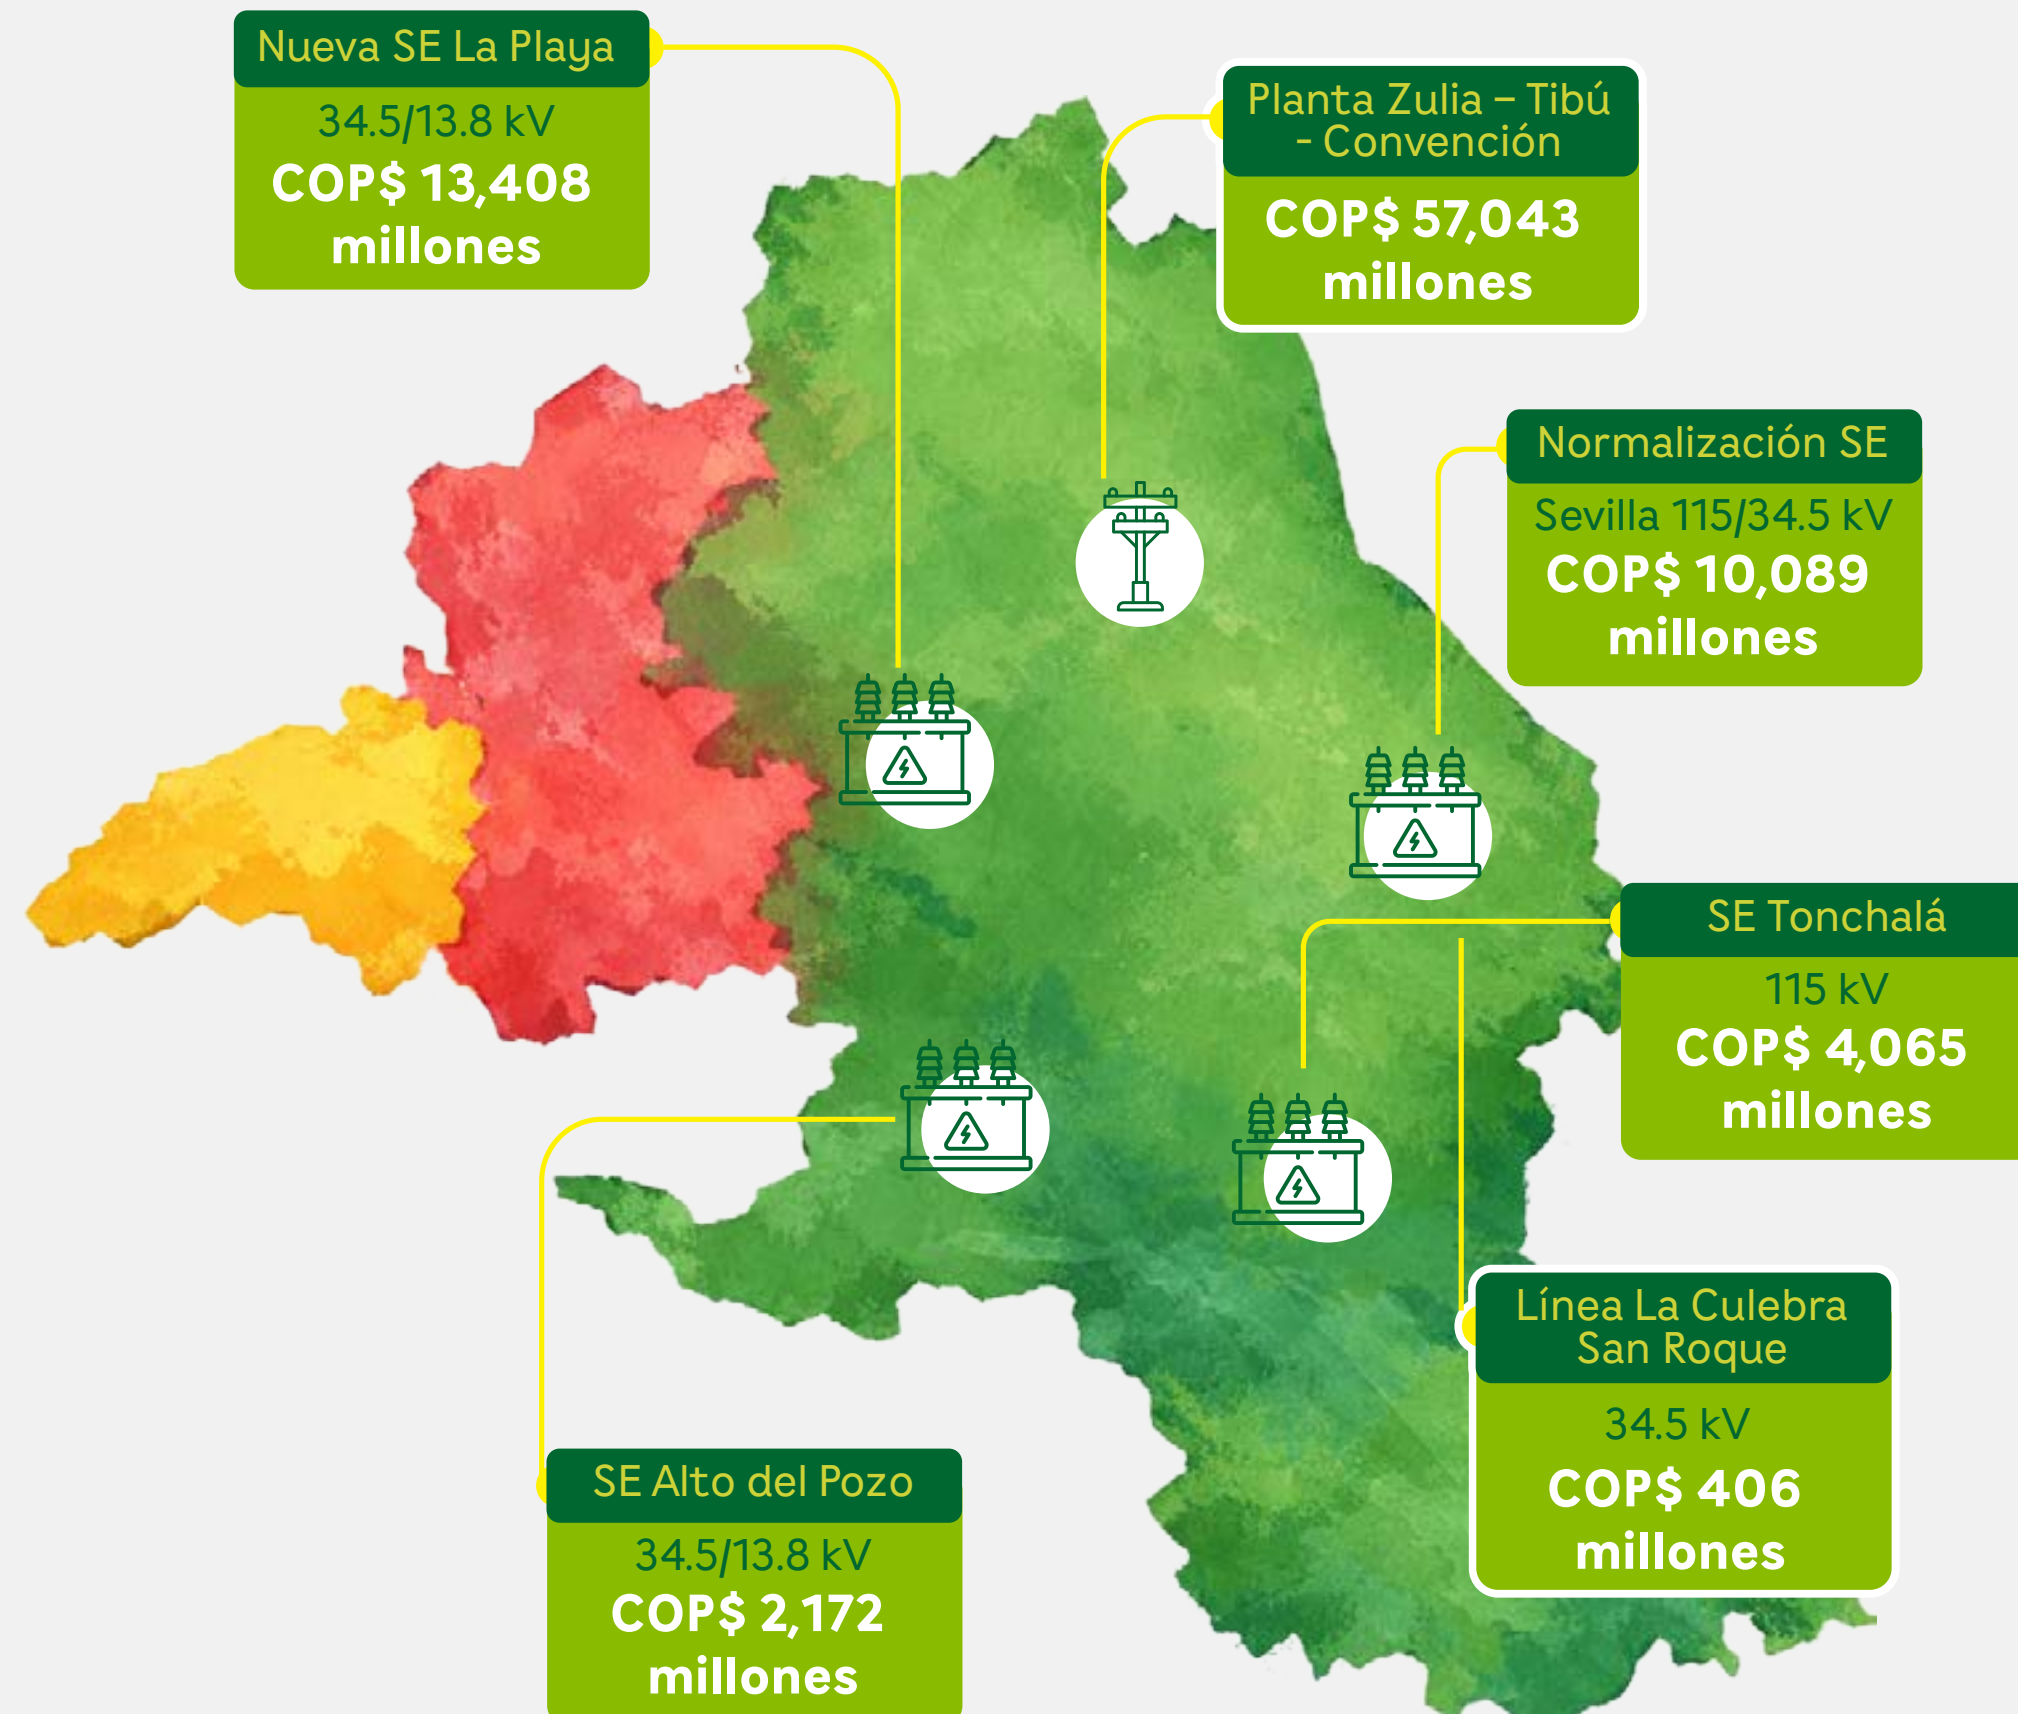 Nueva SE La Playa
34.5/13.8 kV
COP$ 13,408
millones
Planta Zulia – Tibú
- Convención
COP$ 57,043
millones
Normalización SE
Sevilla 115/34.5 kV
COP$ 10,089
millones
SE Tonchalá
115 kV
COP$ 4,065
millones
Línea La Culebra
San Roque
34.5 kV
COP$ 406
millones
SE Alto del Pozo
34.5/13.8 kV
COP$ 2,172
millones